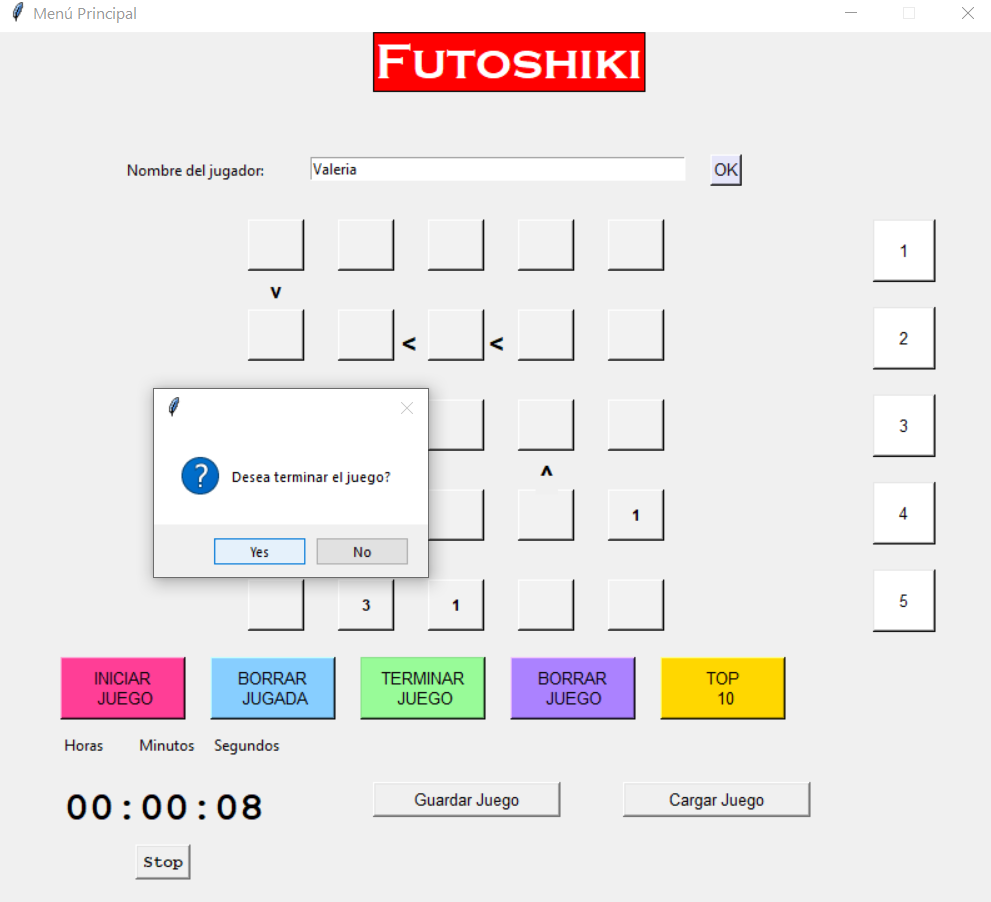 Menú Principal
FUTOSHIKI
Nombre del jugador: Valeria OK
1
v
2
< <
Desea terminar el juego?
3
^
Yes No
1 4
3 1 5
INICIAR JUEGO
BORRAR JUGADA
TERMINAR JUEGO
BORRAR JUEGO
TOP 10
Horas Minutos Segundos
00:00:08
Guardar Juego Cargar Juego
Stop